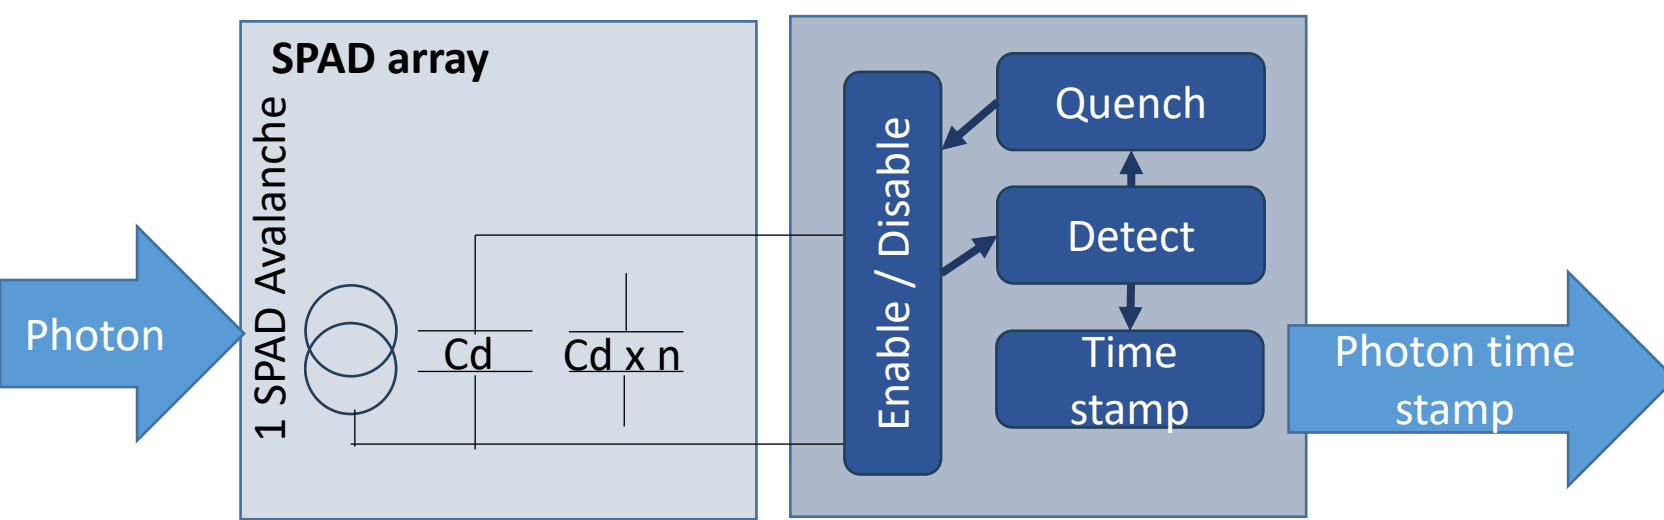 SPAD array
1 SPAD Avalanche
Photon
Cd
Cd x n
Enable / Disable
Quench
Detect
Time
stamp
Photon time
stamp